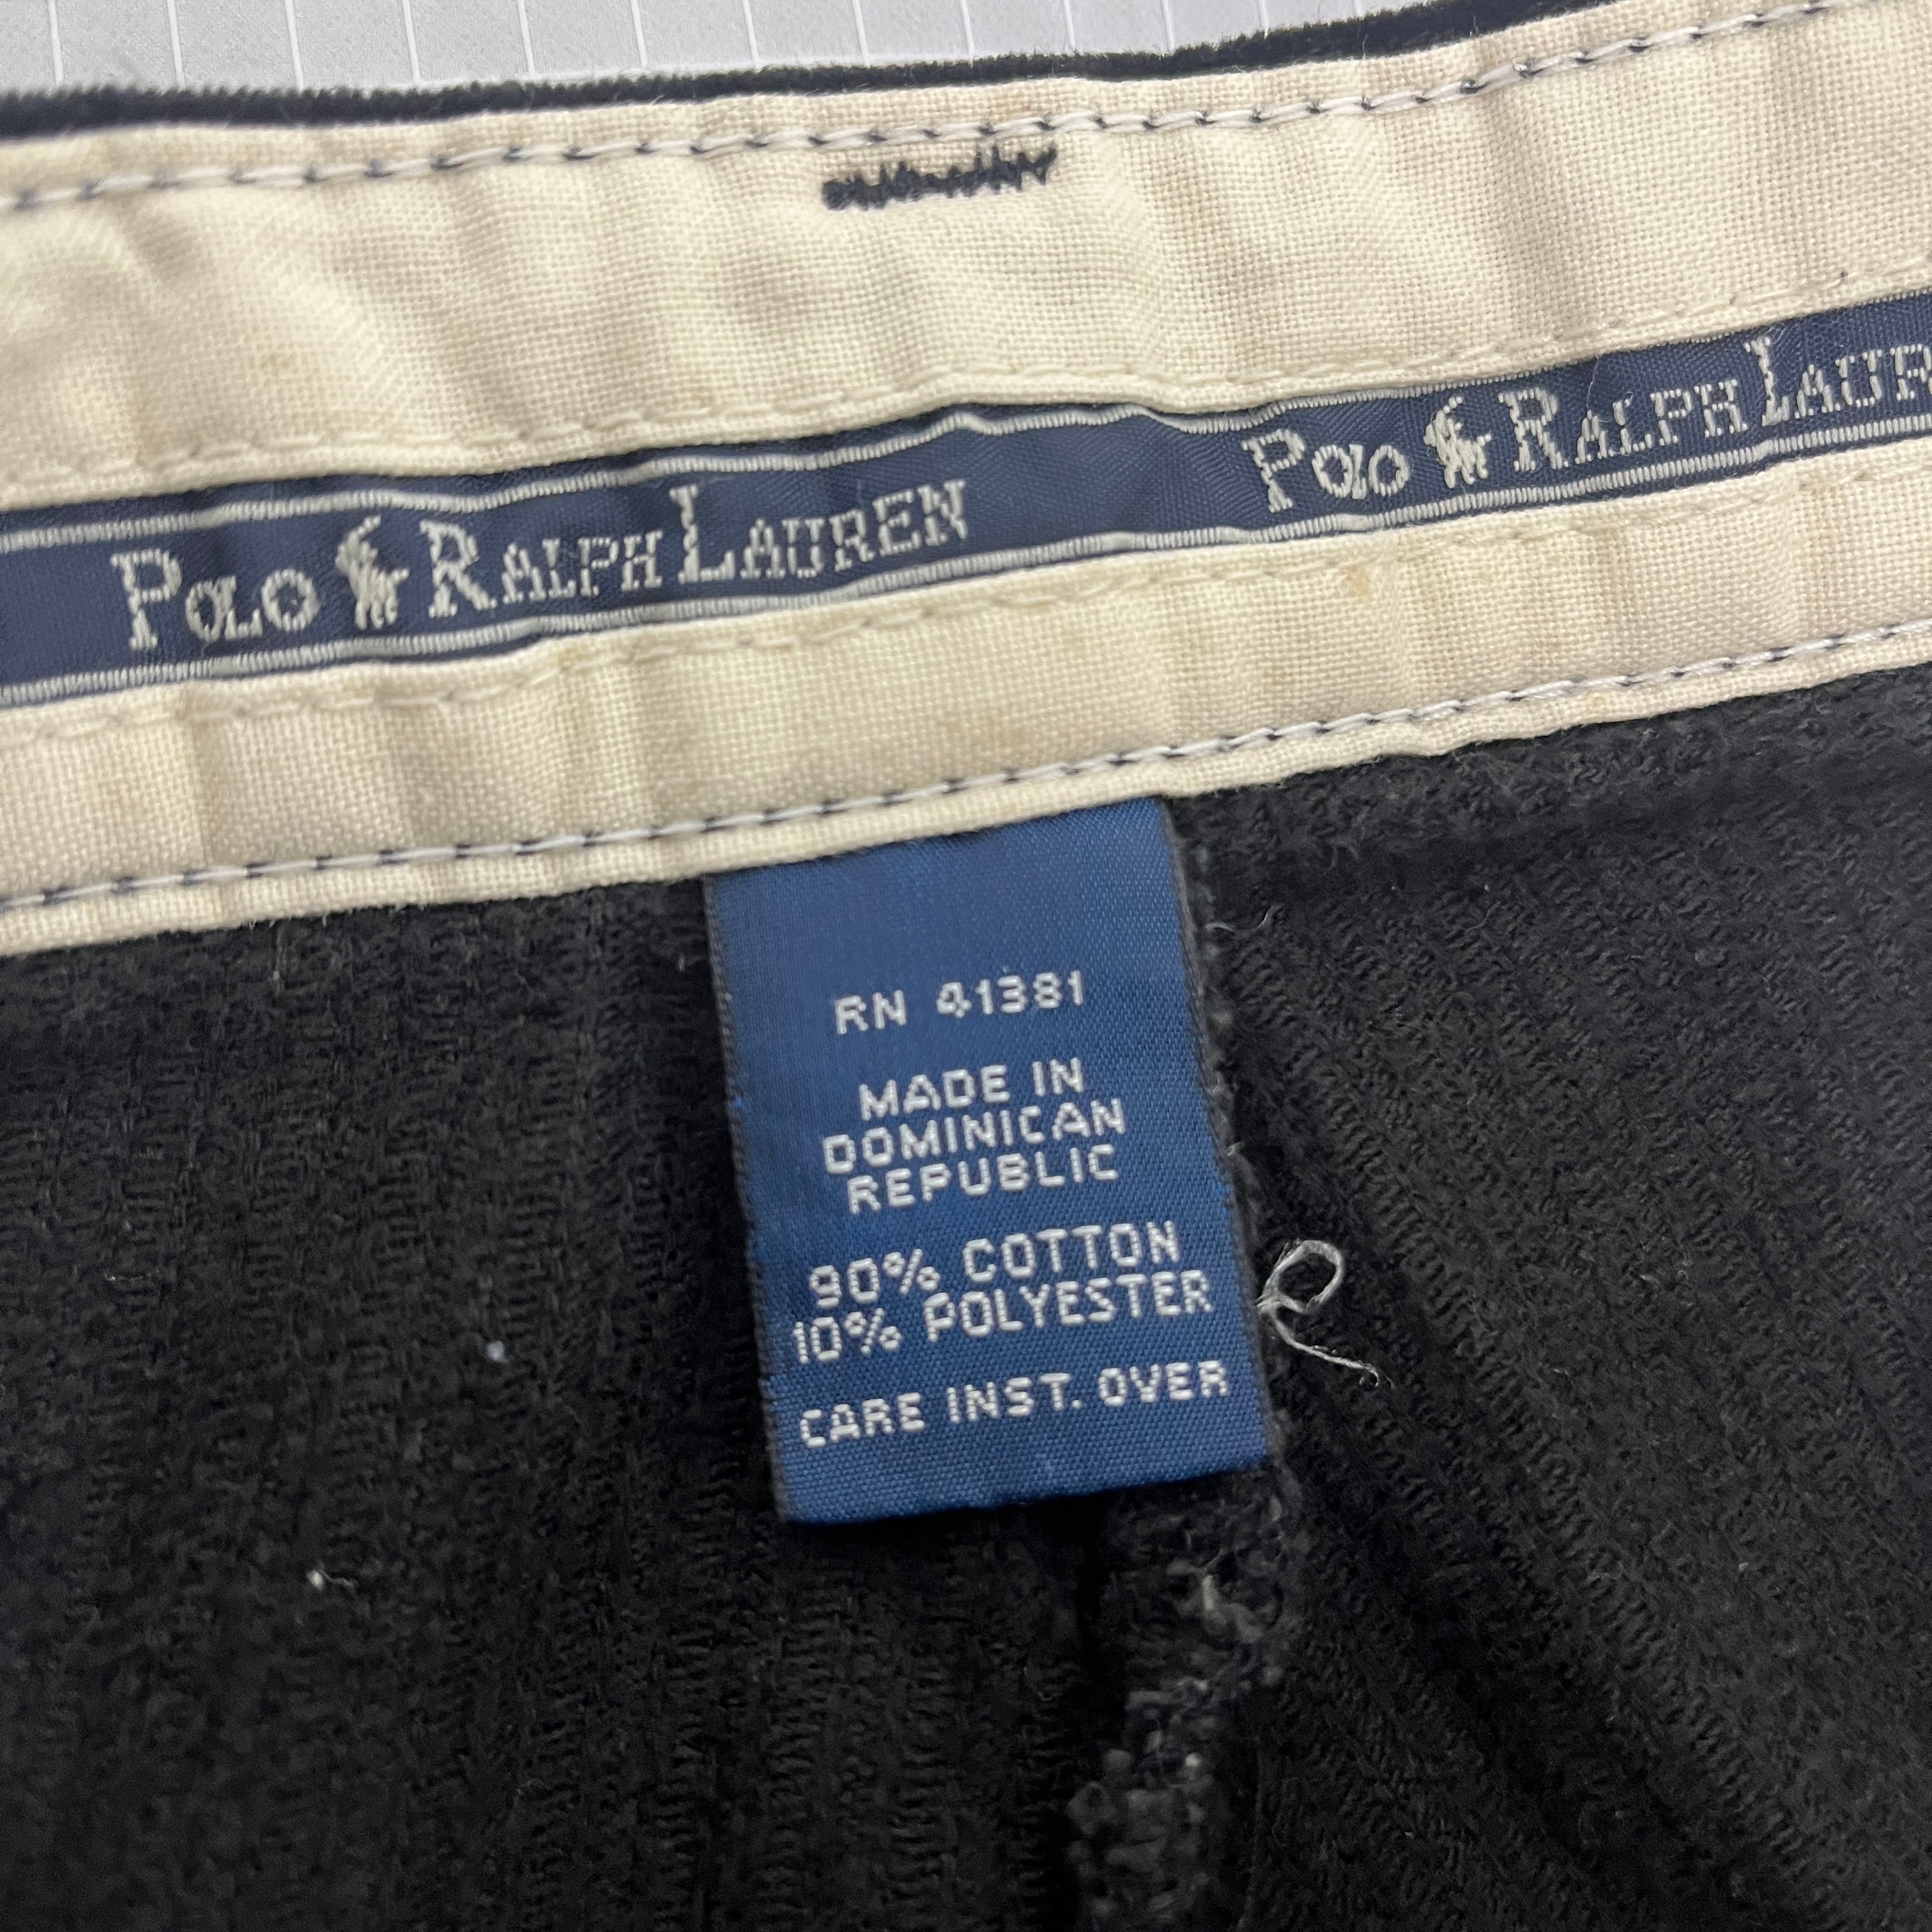 POLO RALPH LAUREN
POLO RALPH LAUR
RN 41381
MADE IN
DOMINICAN
REPUBLIC
90% COTTON
10% POLYESTER
CARE INST. OVER